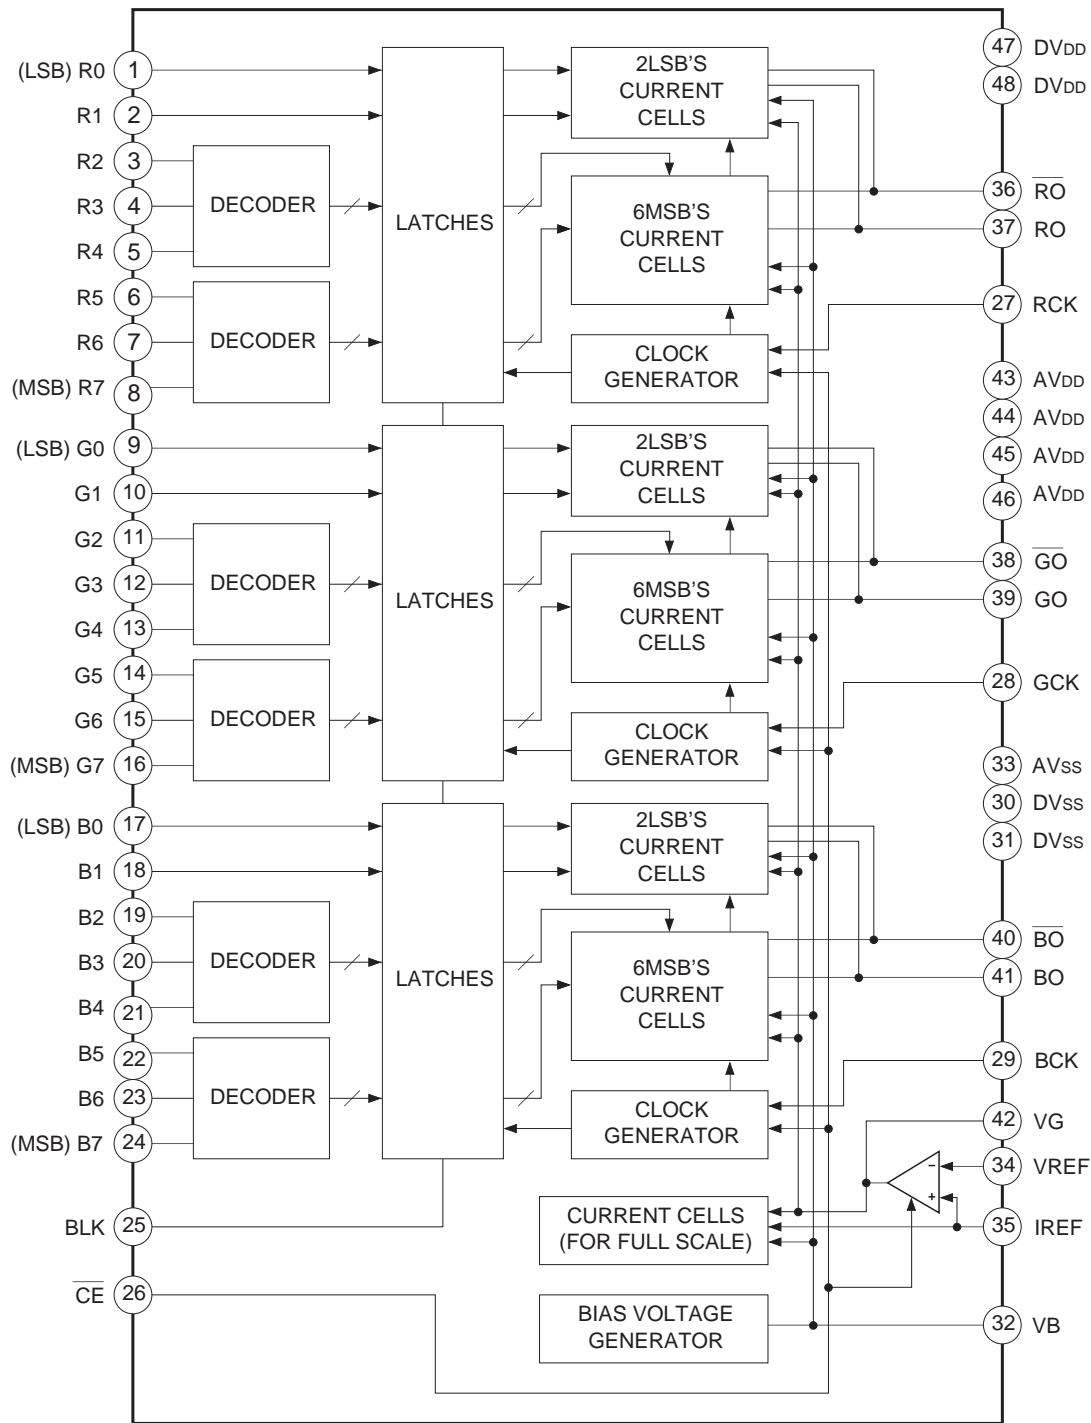 (LSB) R0 1
R1 2
R2 3
R3 4
R4 5
R5 6
R6 7
(MSB) R7 8
(LSB) G0 9
G1 10
G2 11
G3 12
G4 13
G5 14
G6 15
(MSB) G7 16
(LSB) B0 17
B1 18
B2 19
B3 20
B4 21
B5 22
B6 23
(MSB) B7 24
BLK 25
CE 26
DECODER
DECODER
LATCHES
2LSB'S
CURRENT
CELLS
6MSB'S
CURRENT
CELLS
CLOCK
GENERATOR
DECODER
DECODER
LATCHES
2LSB'S
CURRENT
CELLS
6MSB'S
CURRENT
CELLS
CLOCK
GENERATOR
DECODER
DECODER
LATCHES
2LSB'S
CURRENT
CELLS
6MSB'S
CURRENT
CELLS
CLOCK
GENERATOR
CURRENT CELLS
(FOR FULL SCALE)
BIAS VOLTAGE
GENERATOR
−
+
47 DVDD
48 DVDD
36 RO
37 RO
27 RCK
43 AVDD
44 AVDD
45 AVDD
46 AVDD
38 GO
39 GO
28 GCK
33 AVSS
30 DVSS
31 DVSS
40 BO
41 BO
29 BCK
42 VG
34 VREF
35 IREF
32 VB